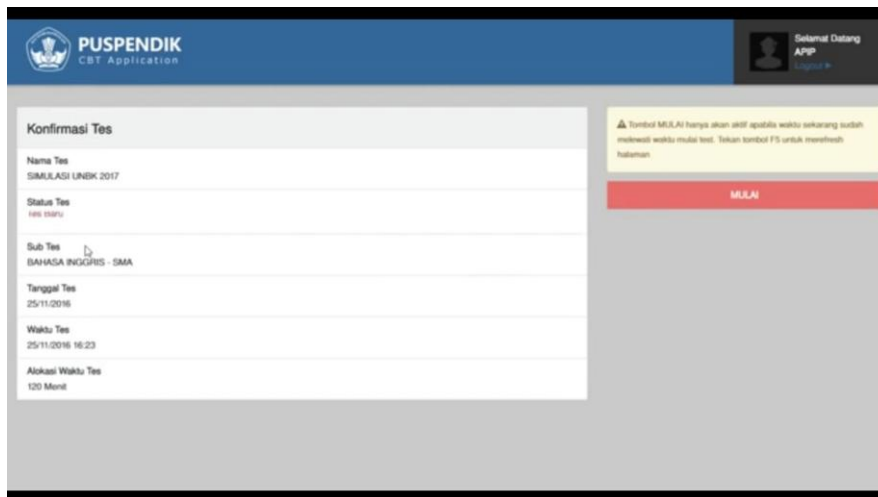 PUSPENDIK
CBT Application
Selamat Datang
APIP
Logout
Konfirmasi Tes
Nama Tes
SIMULASI UNBK 2017
Status Tes
Tes Baru
Sub Tes
BAHASA INGGRIS - SMA
Tanggal Tes
25/11/2016
Waktu Tes
25/11/2016 16:23
Alokasi Waktu Tes
120 Menit
Tombol MULAI hanya akan aktif apabila waktu sekarang sudah
melewati waktu mulai test. Tekan tombol F5 untuk merefresh
halaman
MULAI